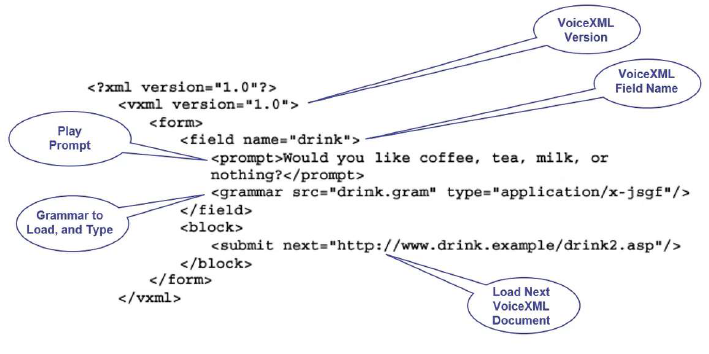 VoiceXML
Version
<?xml version="1.0"?>
<vxml version="1.0">
VoiceXML
Field Name
<form>
<field name="drink">
Play
Prompt
<prompt>Would you like coffee, tea, milk, or
nothing?</prompt>
<grammar src="drink.gram" type="application/x-jsgf"/>
Grammar to
Load, and Type
</field>
<block>
<submit next="http://www.drink.example/drink2.asp"/>
</block>
</form>
</vxml>
Load Next
VoiceXML
Document